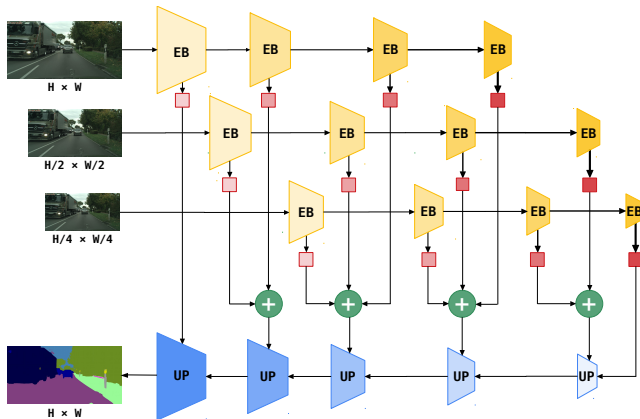 EB EB EB EB
H × W
EB EB EB EB
H/2 × W/2
EB EB EB EB
H/4 × W/4
+ + + +
UP UP UP UP UP
H × W